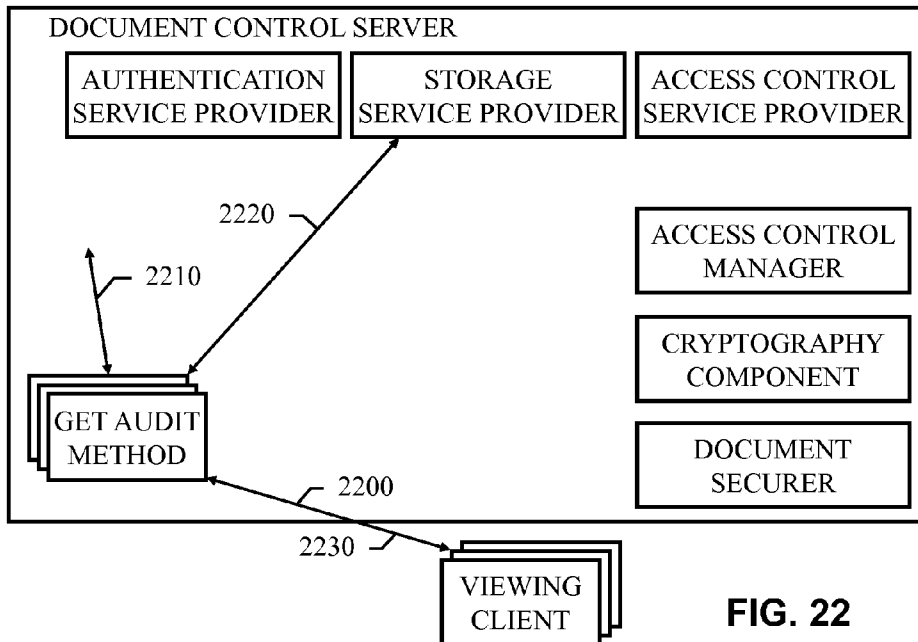 DOCUMENT CONTROL SERVER
AUTHENTICATION
SERVICE PROVIDER
STORAGE
SERVICE PROVIDER
ACCESS CONTROL
SERVICE PROVIDER
2220
2210
ACCESS CONTROL
MANAGER
CRYPTOGRAPHY
COMPONENT
GET AUDIT
METHOD
DOCUMENT
SECURER
2200
2230
VIEWING
CLIENT
FIG. 22